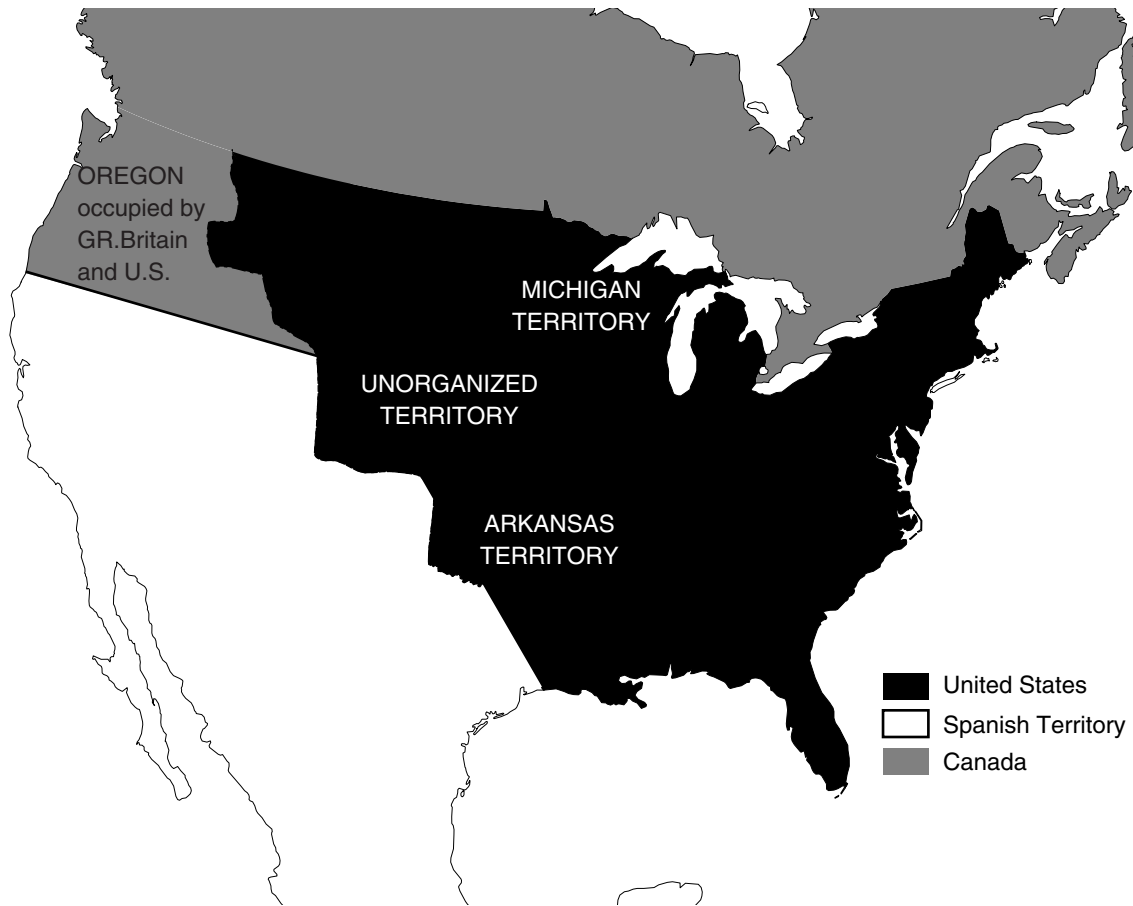 OREGON
occupied by
GR.Britain
and U.S.
MICHIGAN
TERRITORY
UNORGANIZED
TERRITORY
ARKANSAS
TERRITORY
United States
Spanish Territory
Canada